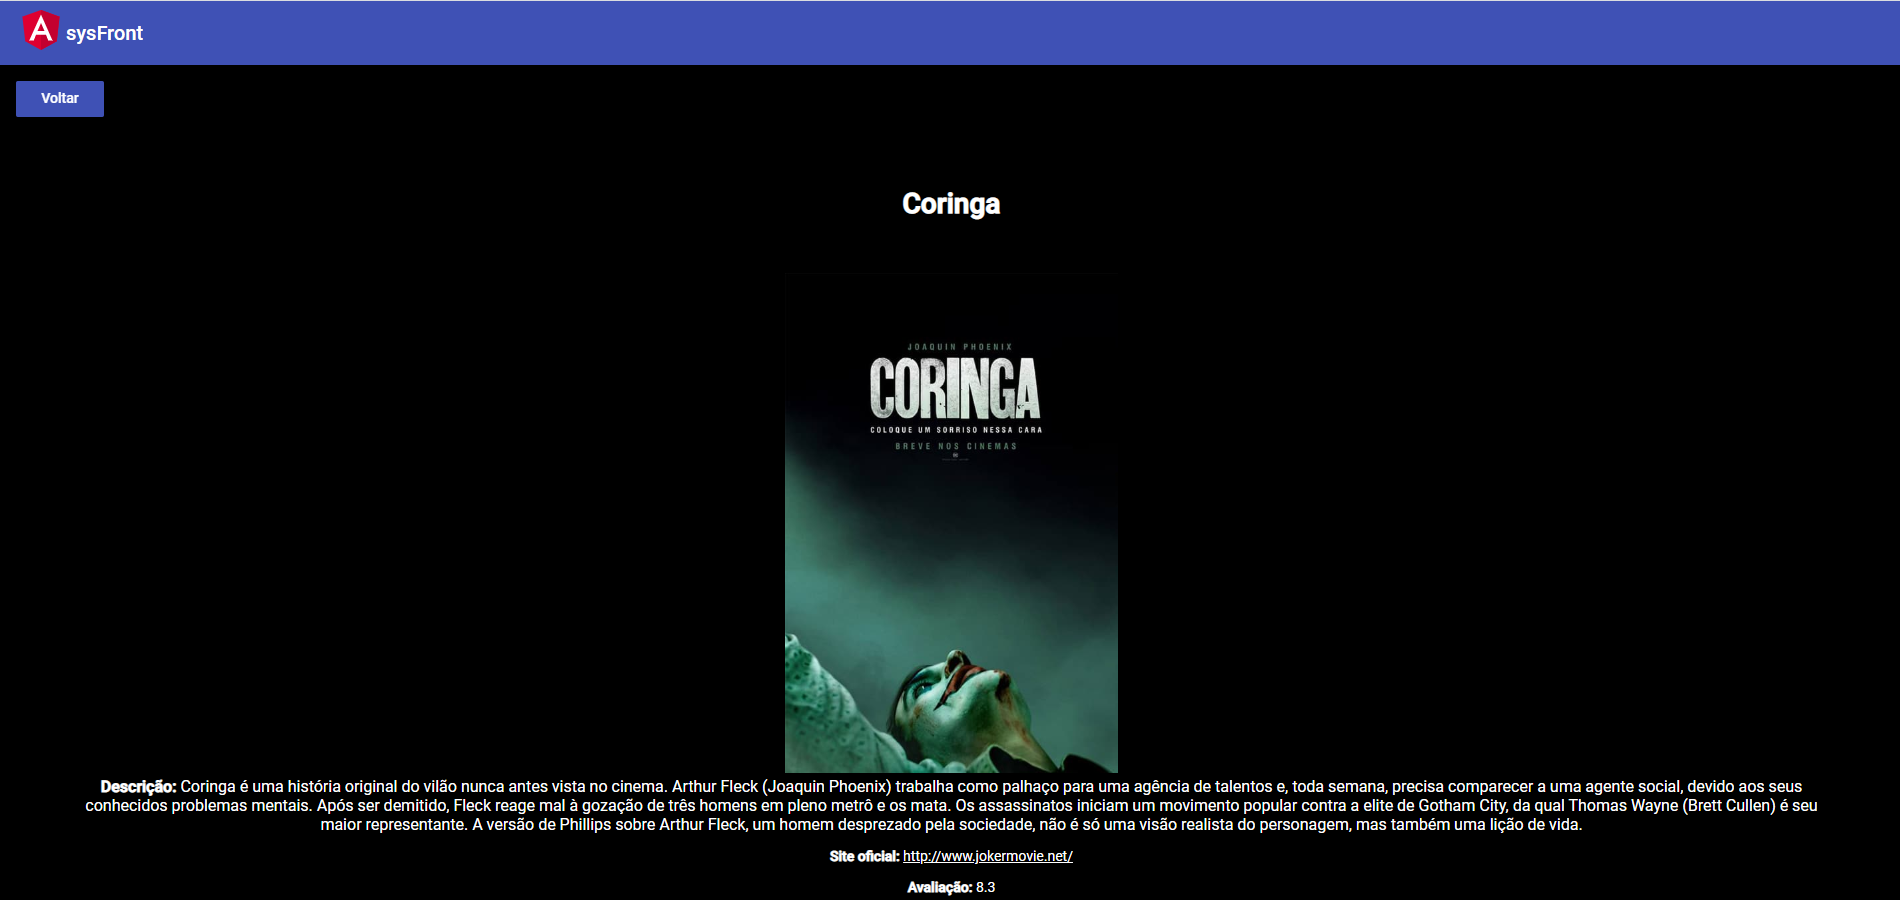 A sysFront
Voltar
Coringa
JOAQUIN PHOENIX
CORINGA
COLOQUE UM SORRISO NESSA CARA
BREVE NOS CINEMAS
Descrição: Coringa é uma história original do vilão nunca antes vista no cinema. Arthur Fleck (Joaquin Phoenix) trabalha como palhaço para uma agência de talentos e, toda semana, precisa comparecer a uma agente social, devido aos seus
conhecidos problemas mentais. Após ser demitido, Fleck reage mal à gozação de três homens em pleno metrô e os mata. Os assassinatos iniciam um movimento popular contra a elite de Gotham City, da qual Thomas Wayne (Brett Cullen) é seu
maior representante. A versão de Phillips sobre Arthur Fleck, um homem desprezado pela sociedade, não é só uma visão realista do personagem, mas também uma lição de vida.
Site oficial: http://www.jokermovie.net/
Avaliação: 8.3